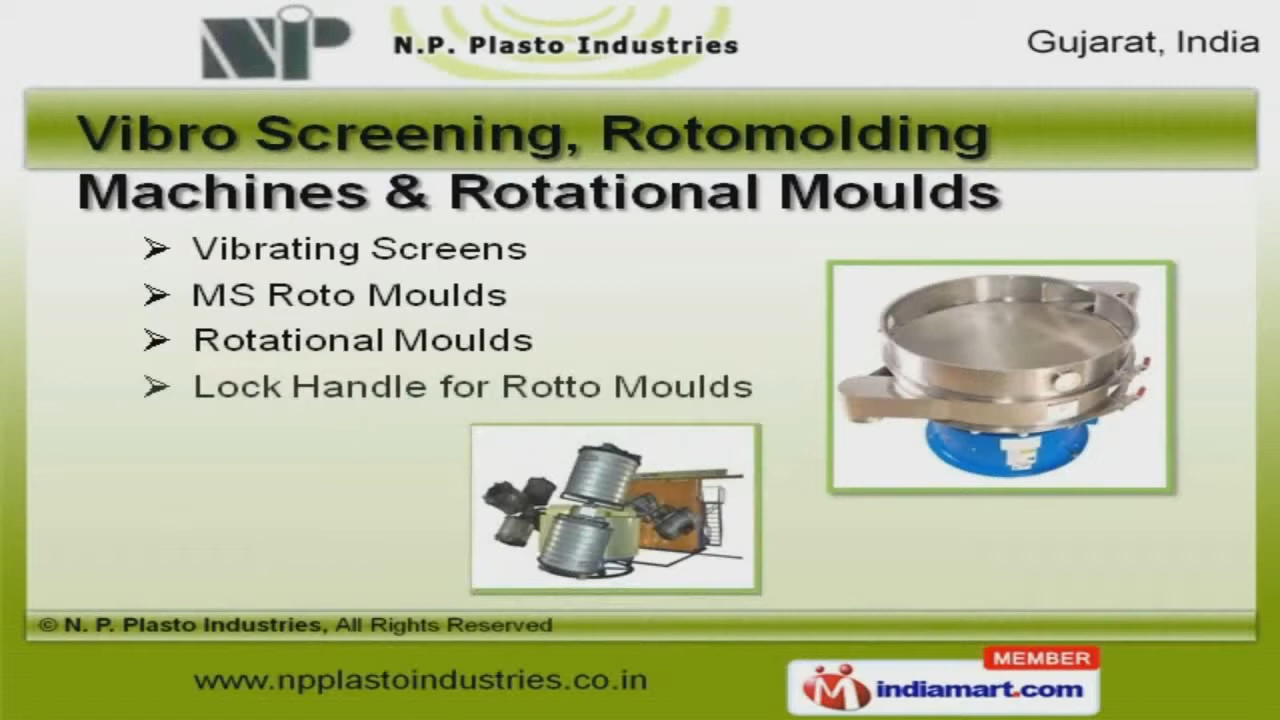 NP
N.P. Plasto Industries
Gujarat, India
Vibro Screening, Rotomolding
Machines & Rotational Moulds
➢ Vibrating Screens
➢ MS Roto Moulds
➢ Rotational Moulds
➢ Lock Handle for Rotto Moulds
© N. P. Plasto Industries, All Rights Reserved
www.npplastoindustries.co.in
MEMBER
indiamart.com